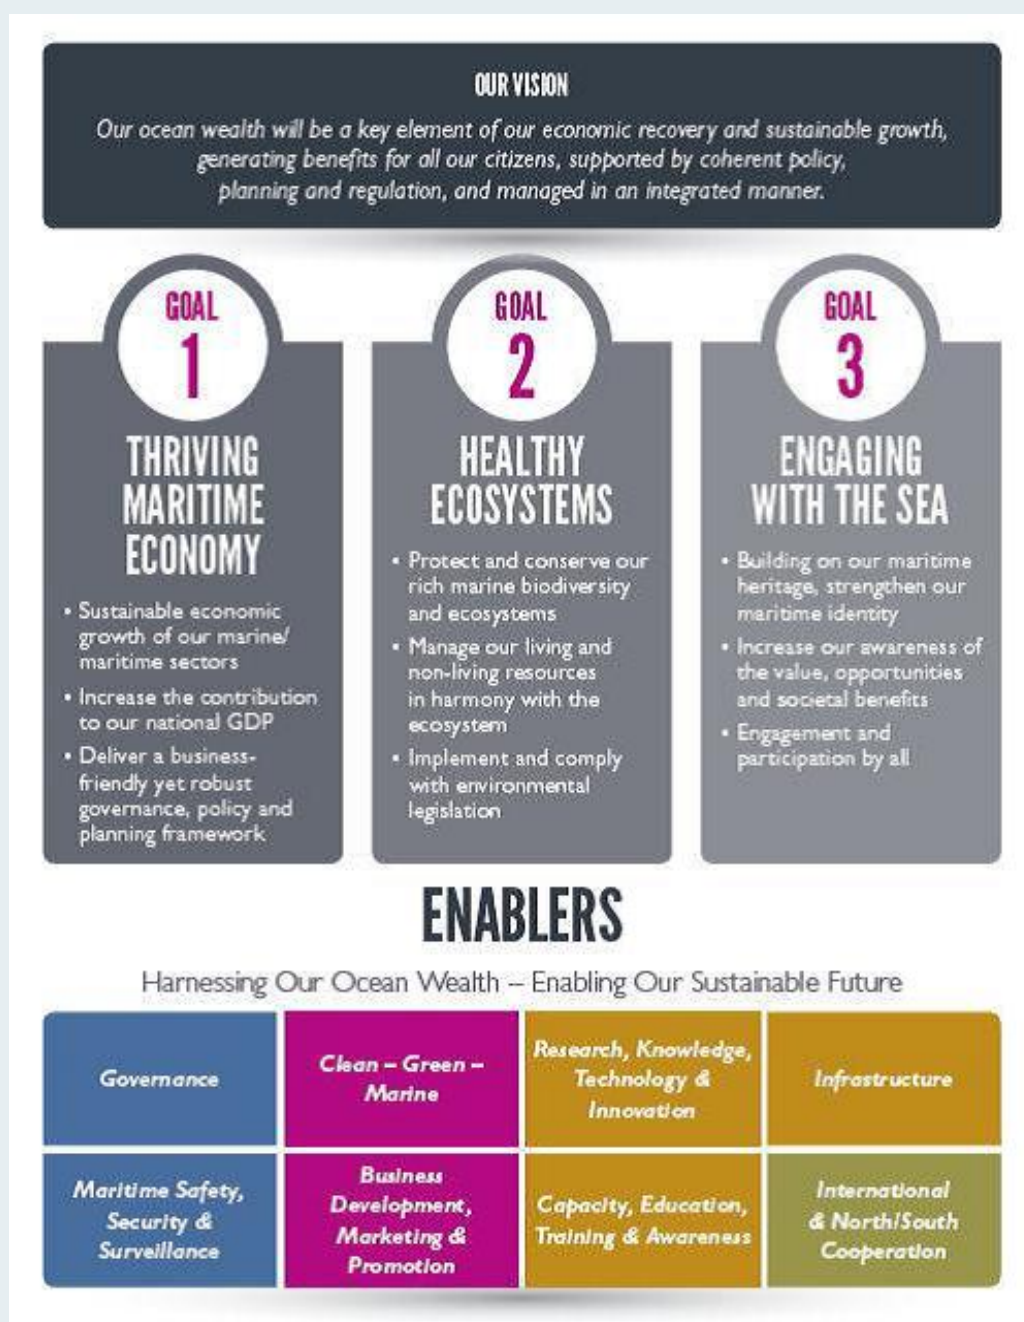 OUR VISION
Our ocean wealth will be a key element of our economic recovery and sustainable growth,
generating benefits for all our citizens, supported by coherent policy,
planning and regulation, and managed in an integrated manner.
GOAL
1
THRIVING
MARITIME
ECONOMY
• Sustainable economic
growth of our marine/
maritime sectors
• Increase the contribution
to our national GDP
• Deliver a business-
friendly yet robust
governance, policy and
planning framework
GOAL
2
HEALTHY
ECOSYSTEMS
• Protect and conserve our
rich marine biodiversity
and ecosystems
• Manage our living and
non-living resources
in harmony with the
ecosystem
• Implement and comply
with environmental
legislation
GOAL
3
ENGAGING
WITH THE SEA
• Building on our maritime
heritage, strengthen our
maritime identity
• Increase our awareness of
the value, opportunities
and societal benefits
• Engagement and
participation by all
ENABLERS
Harnessing Our Ocean Wealth – Enabling Our Sustainable Future
Governance
Clean – Green –
Marine
Research, Knowledge,
Technology &
Innovation
Infrastructure
Maritime Safety,
Security &
Surveillance
Business
Development,
Marketing &
Promotion
Capacity, Education,
Training & Awareness
International
& North/South
Cooperation